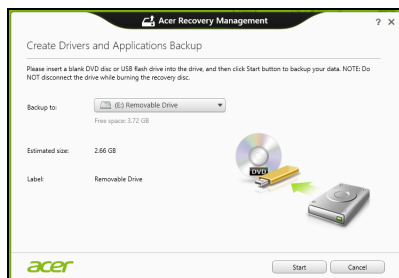 Acer Recovery Management
? ×
Create Drivers and Applications Backup
Please insert a blank DVD disc or USB flash drive into the drive, and then click Start button to backup your data. NOTE: Do
NOT disconnect the drive while burning the recovery disc.
Backup to:
(E:) Removable Drive
Free space: 3.72 GB
Estimated size:
2.66 GB
DVD
Label:
Removable Drive
acer
Start
Cancel